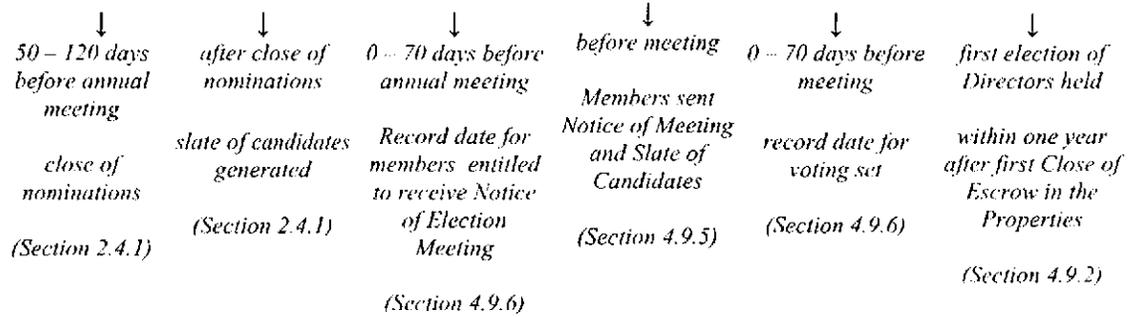 50 – 120 days
before annual
meeting
close of
nominations
(Section 2.4.1)
after close of
nominations
slate of candidates
generated
(Section 2.4.1)
0 – 70 days before
annual meeting
Record date for
members entitled
to receive Notice
of Election
Meeting
(Section 4.9.6)
before meeting
Members sent
Notice of Meeting
and Slate of
Candidates
(Section 4.9.5)
0 – 70 days before
meeting
record date for
voting set
(Section 4.9.6)
first election of
Directors held
within one year
after first Close of
Escrow in the
Properties
(Section 4.9.2)